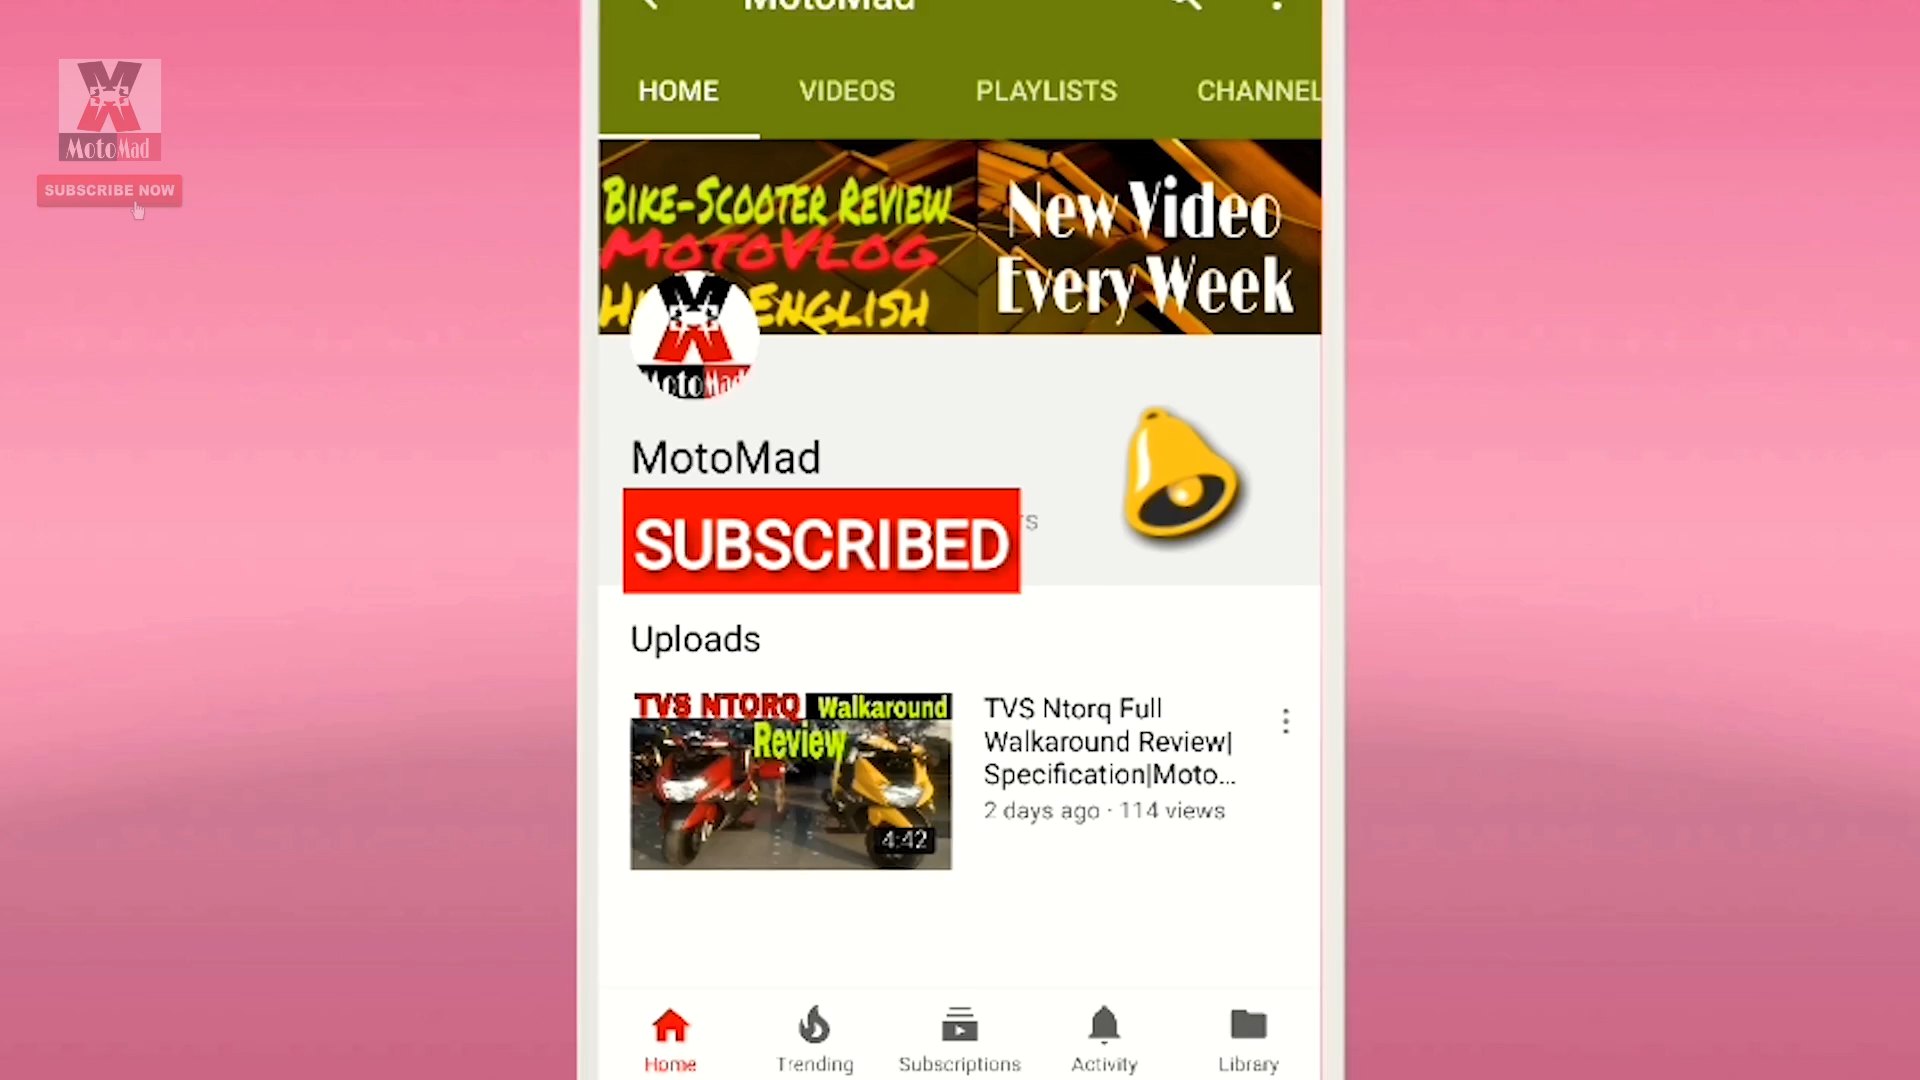 MotoMad
SUBSCRIBE NOW
MotoMad
HOME
VIDEOS
PLAYLISTS
CHANNEL
BIKE-SCOOTER REVIEW
MOTOVLOG
ENGLISH
New Video
Every Week
MotoMad
MotoMad
SUBSCRIBED
Uploads
TVS NTORQ Walkaround
Review
4:42
TVS Ntorq Full
Walkaround Review|
Specification|Moto...
2 days ago · 114 views
Home
Trending
Subscriptions
Activity
Library